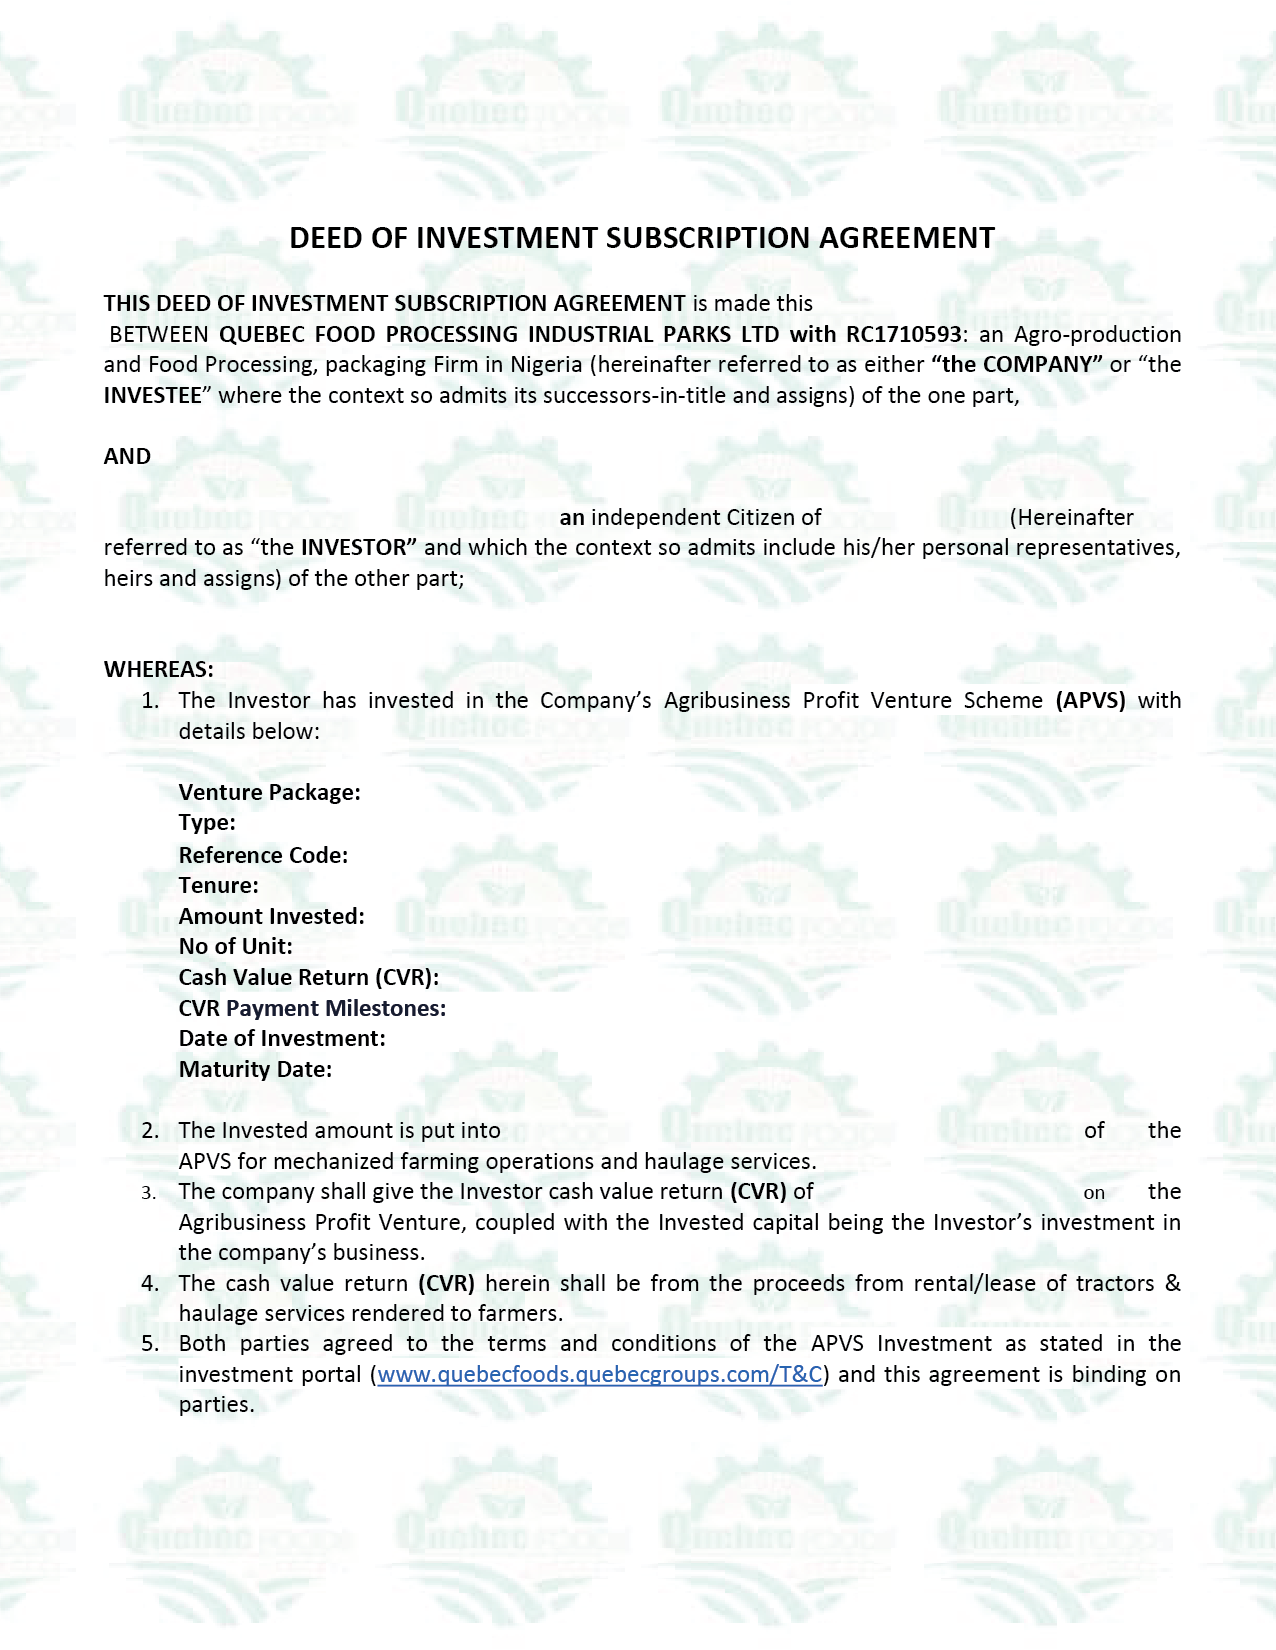 DEED OF INVESTMENT SUBSCRIPTION AGREEMENT
THIS DEED OF INVESTMENT SUBSCRIPTION AGREEMENT is made this
BETWEEN QUEBEC FOOD PROCESSING INDUSTRIAL PARKS LTD with RC1710593: an Agro-production
and Food Processing, packaging Firm in Nigeria (hereinafter referred to as either “the COMPANY” or “the
INVESTEE” where the context so admits its successors-in-title and assigns) of the one part,
AND
an independent Citizen of (Hereinafter
referred to as “the INVESTOR” and which the context so admits include his/her personal representatives,
heirs and assigns) of the other part;
WHEREAS:
1. The Investor has invested in the Company’s Agribusiness Profit Venture Scheme (APVS) with
details below:
Venture Package:
Type:
Reference Code:
Tenure:
Amount Invested:
No of Unit:
Cash Value Return (CVR):
CVR Payment Milestones:
Date of Investment:
Maturity Date:
2. The Invested amount is put into of the
APVS for mechanized farming operations and haulage services.
3. The company shall give the Investor cash value return (CVR) of on the
Agribusiness Profit Venture, coupled with the Invested capital being the Investor’s investment in
the company’s business.
4. The cash value return (CVR) herein shall be from the proceeds from rental/lease of tractors &
haulage services rendered to farmers.
5. Both parties agreed to the terms and conditions of the APVS Investment as stated in the
investment portal (www.quebecfoods.quebecgroups.com/T&C) and this agreement is binding on
parties.